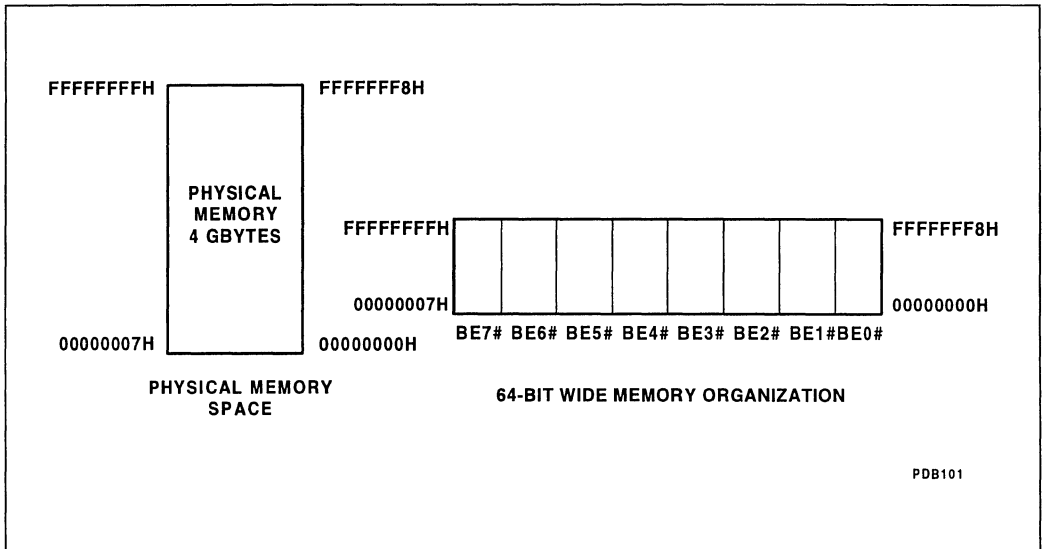 FFFFFFFFH FFFFFFF8H
PHYSICAL
MEMORY
4 GBYTES
00000007H 00000000H
PHYSICAL MEMORY
SPACE
FFFFFFFFH FFFFFFF8H
00000007H 00000000H
BE7# BE6# BE5# BE4# BE3# BE2# BE1# BE0#
64-BIT WIDE MEMORY ORGANIZATION
PDB101